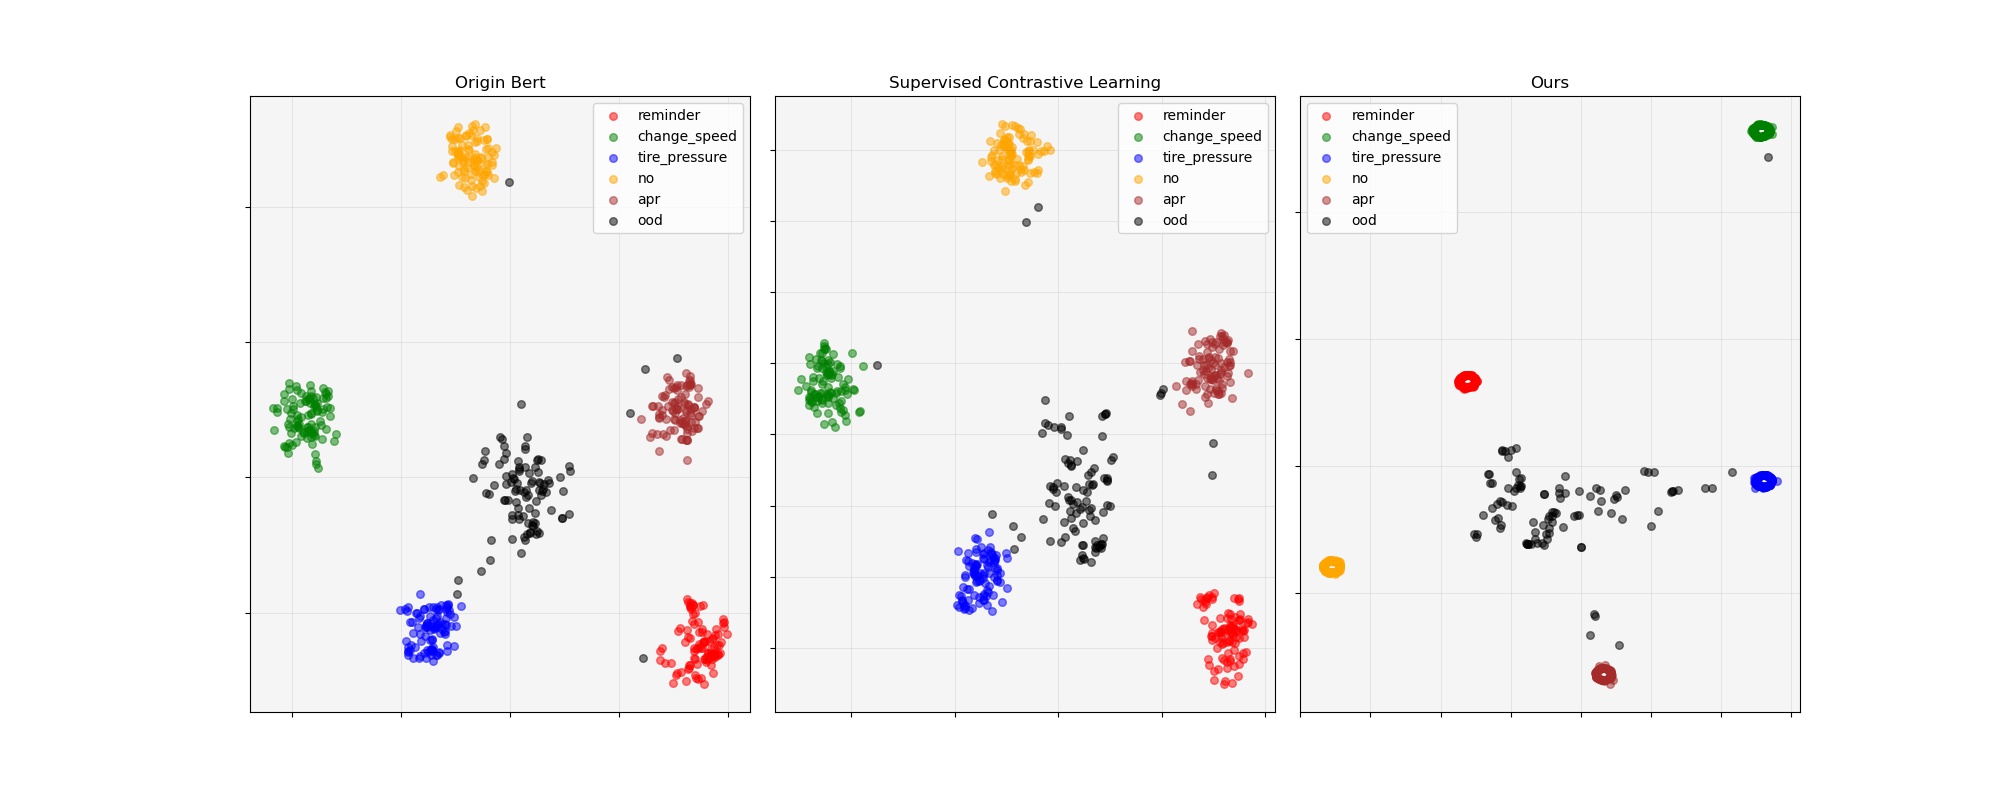 Origin Bert
reminder
change_speed
tire_pressure
no
apr
ood
Supervised Contrastive Learning
reminder
change_speed
tire_pressure
no
apr
ood
Ours
reminder
change_speed
tire_pressure
no
apr
ood